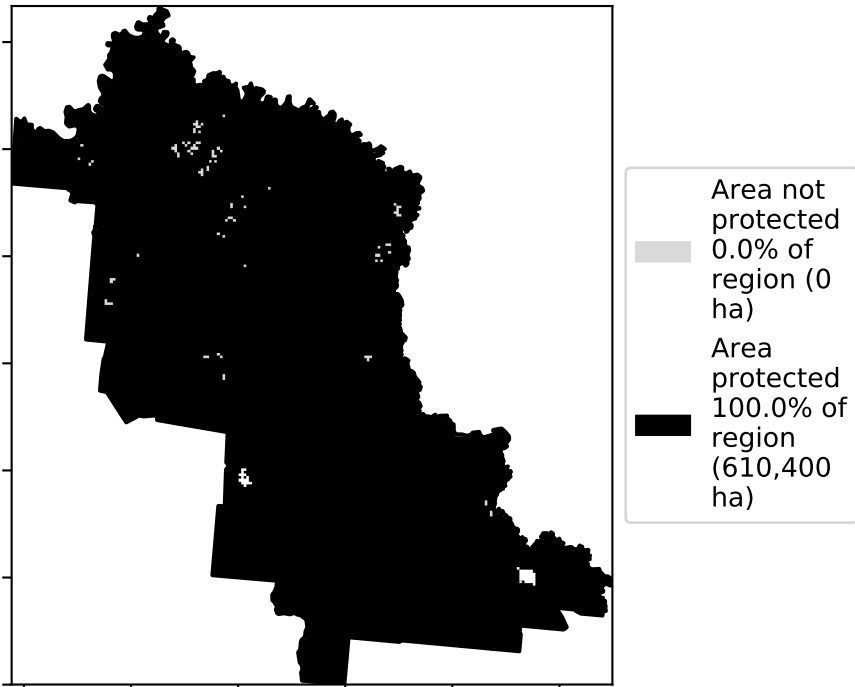 Area not
protected
0.0% of
region (0
ha)
Area
protected
100.0% of
region
(610,400
ha)